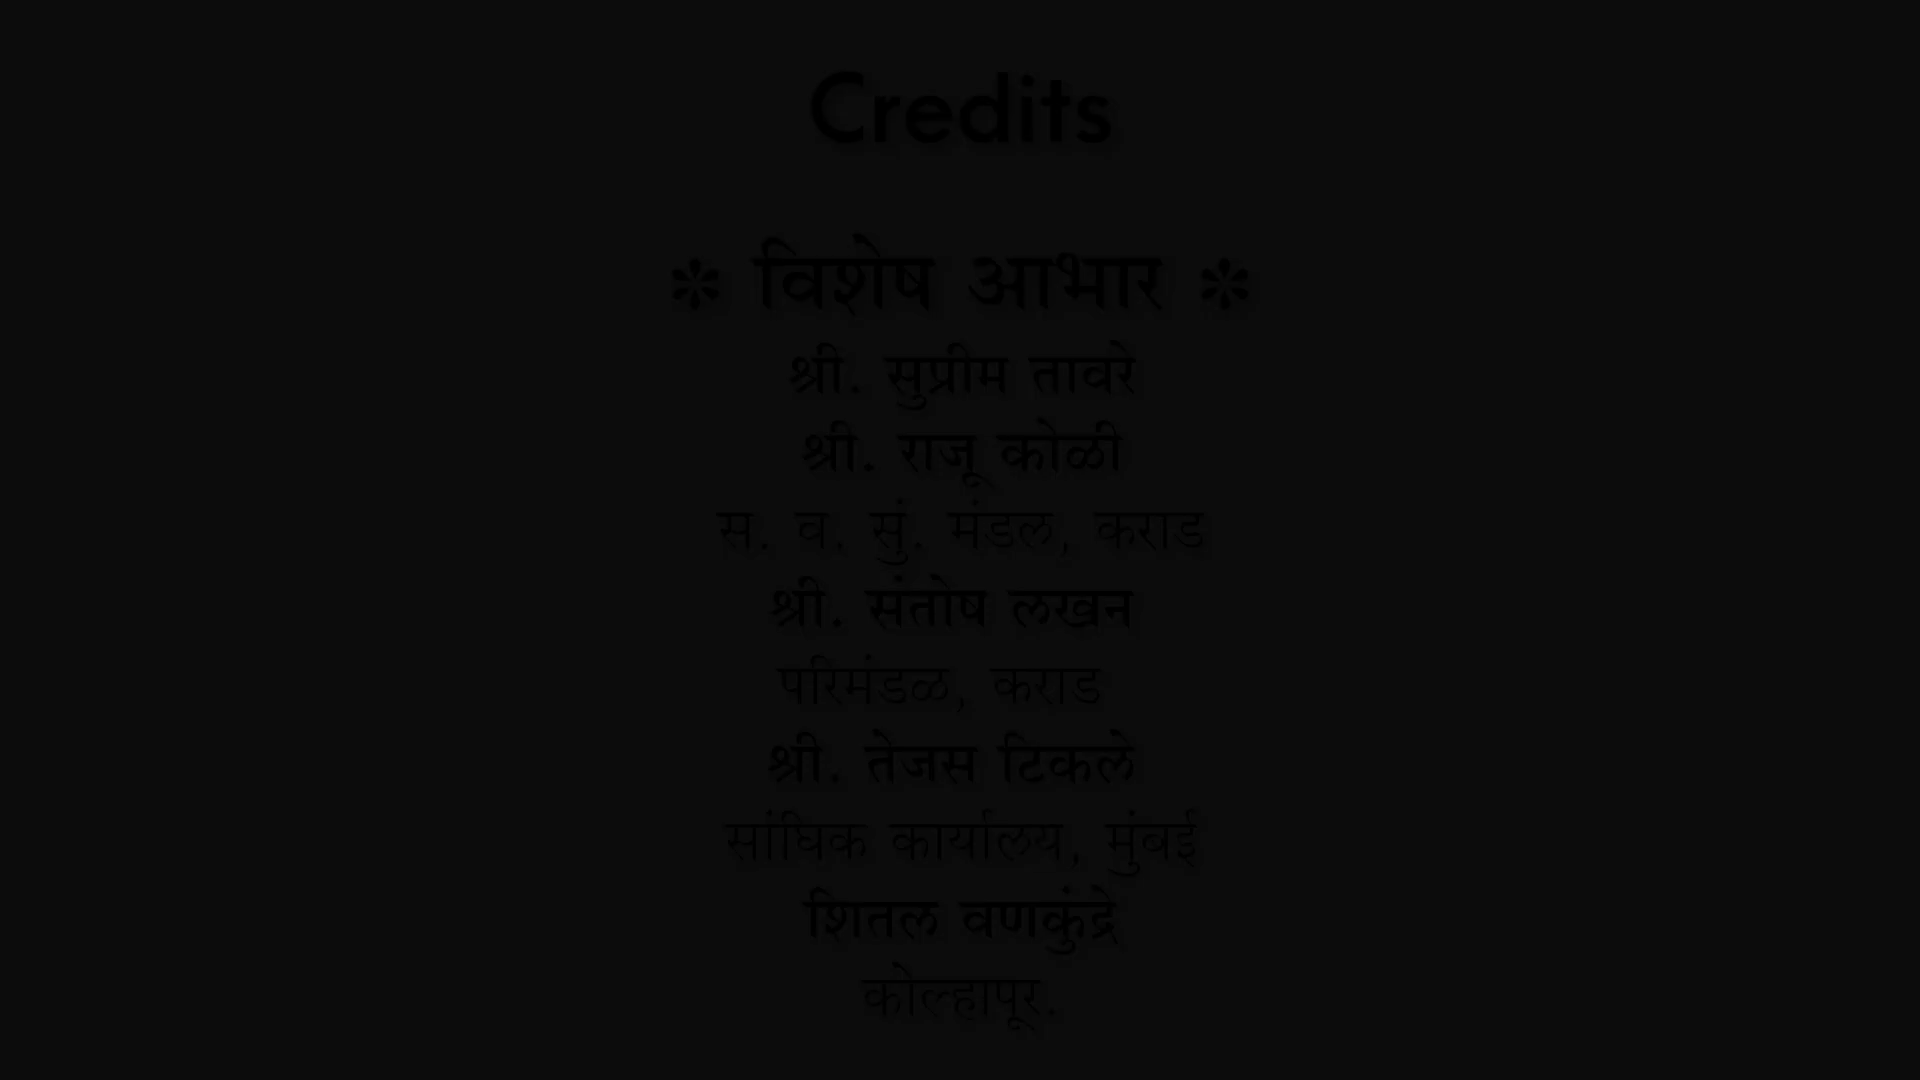 Credits
* विशेष आभार *
श्री. सुप्रीम तावरे
श्री. राजू कोळी
स. व. सुं. मंडल, कराड
श्री. संतोष लखन
परिमंडळ, कराड
श्री. तेजस टिकले
सांघिक कार्यालय, मुंबई
शितल वणकुंद्रे
कोल्हापूर.